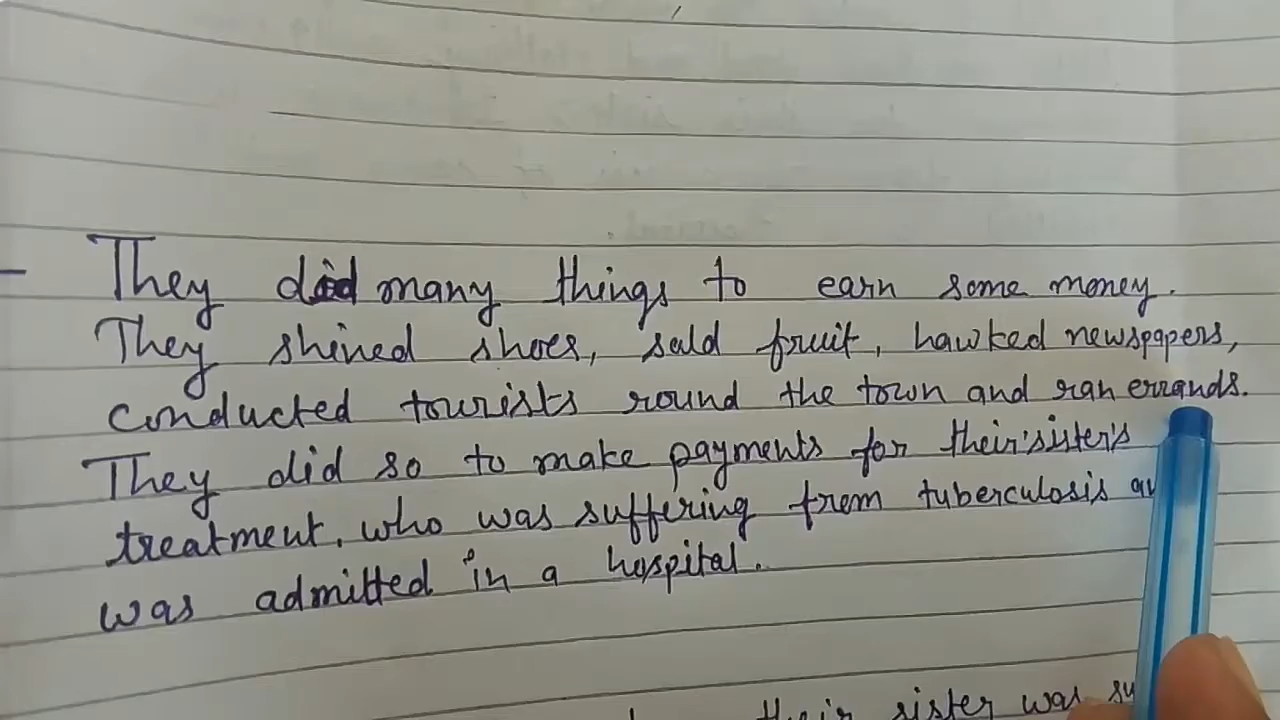 - They did many things to earn some money.
They shined shoes, sold fruit, hawked newspapers,
conducted tourists round the town and ran errands.
They did so to make payments for their sister's
treatment, who was suffering from tuberculosis
was admitted in a hospital.
their sister was